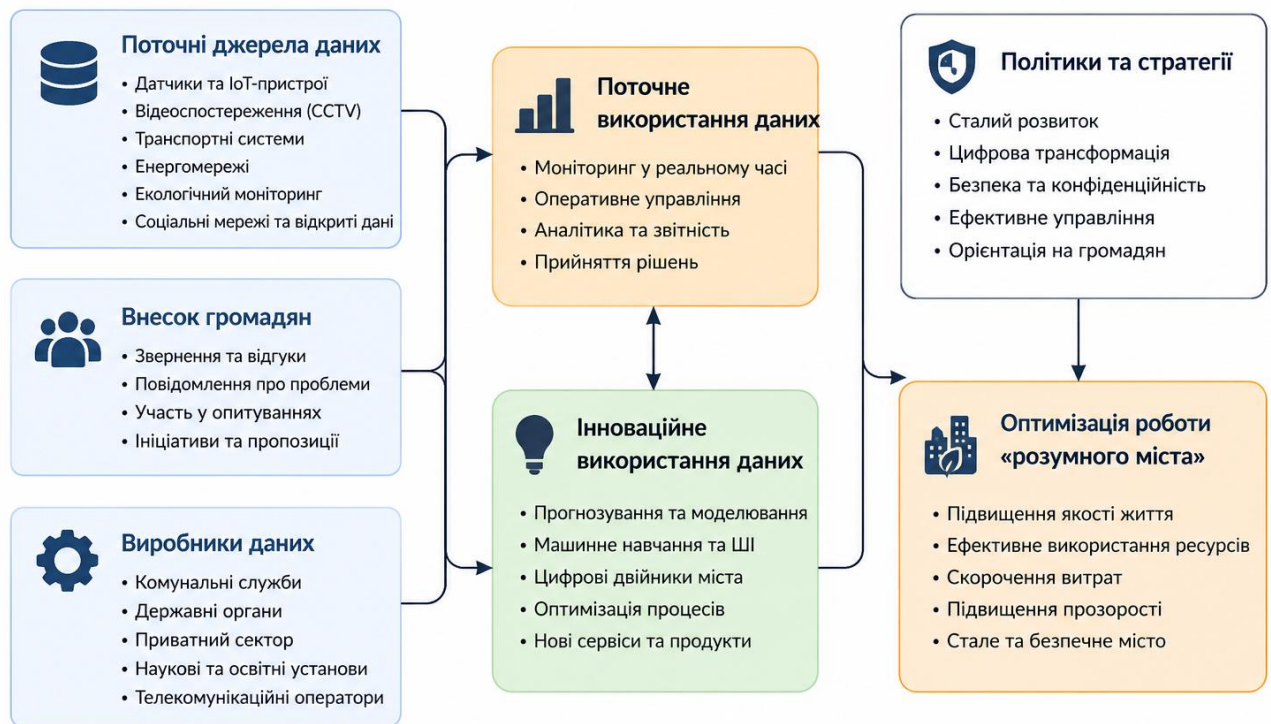 Поточні джерела даних
• Датчики та IoT-пристрої
• Відеоспостереження (CCTV)
• Транспортні системи
• Енергомережі
• Екологічний моніторинг
• Соціальні мережі та відкриті дані
Внесок громадян
• Звернення та відгуки
• Повідомлення про проблеми
• Участь у опитуваннях
• Ініціативи та пропозиції
Виробники даних
• Комунальні служби
• Державні органи
• Приватний сектор
• Наукові та освітні установи
• Телекомунікаційні оператори
Поточне
використання даних
• Моніторинг у реальному часі
• Оперативне управління
• Аналітика та звітність
• Прийняття рішень
Інноваційне
використання даних
• Прогнозування та моделювання
• Машинне навчання та ШІ
• Цифрові двійники міста
• Оптимізація процесів
• Нові сервіси та продукти
Політики та стратегії
• Сталий розвиток
• Цифрова трансформація
• Безпека та конфіденційність
• Ефективне управління
• Орієнтація на громадян
Оптимізація роботи
«розумного міста»
• Підвищення якості життя
• Ефективне використання ресурсів
• Скорочення витрат
• Підвищення прозорості
• Стале та безпечне місто